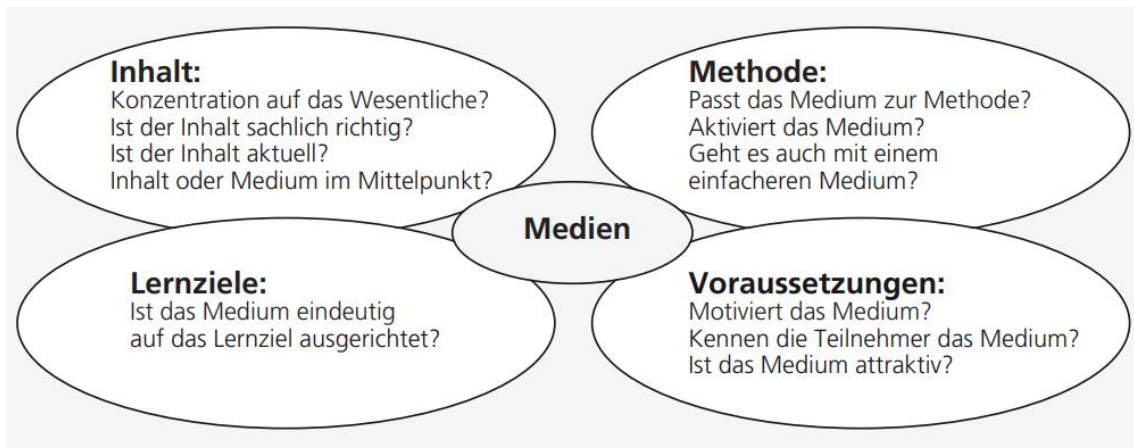 Inhalt:
Konzentration auf das Wesentliche?
Ist der Inhalt sachlich richtig?
Ist der Inhalt aktuell?
Inhalt oder Medium im Mittelpunkt?
Methode:
Passt das Medium zur Methode?
Aktiviert das Medium?
Geht es auch mit einem
einfacheren Medium?
Medien
Lernziele:
Ist das Medium eindeutig
auf das Lernziel ausgerichtet?
Voraussetzungen:
Motiviert das Medium?
Kennen die Teilnehmer das Medium?
Ist das Medium attraktiv?